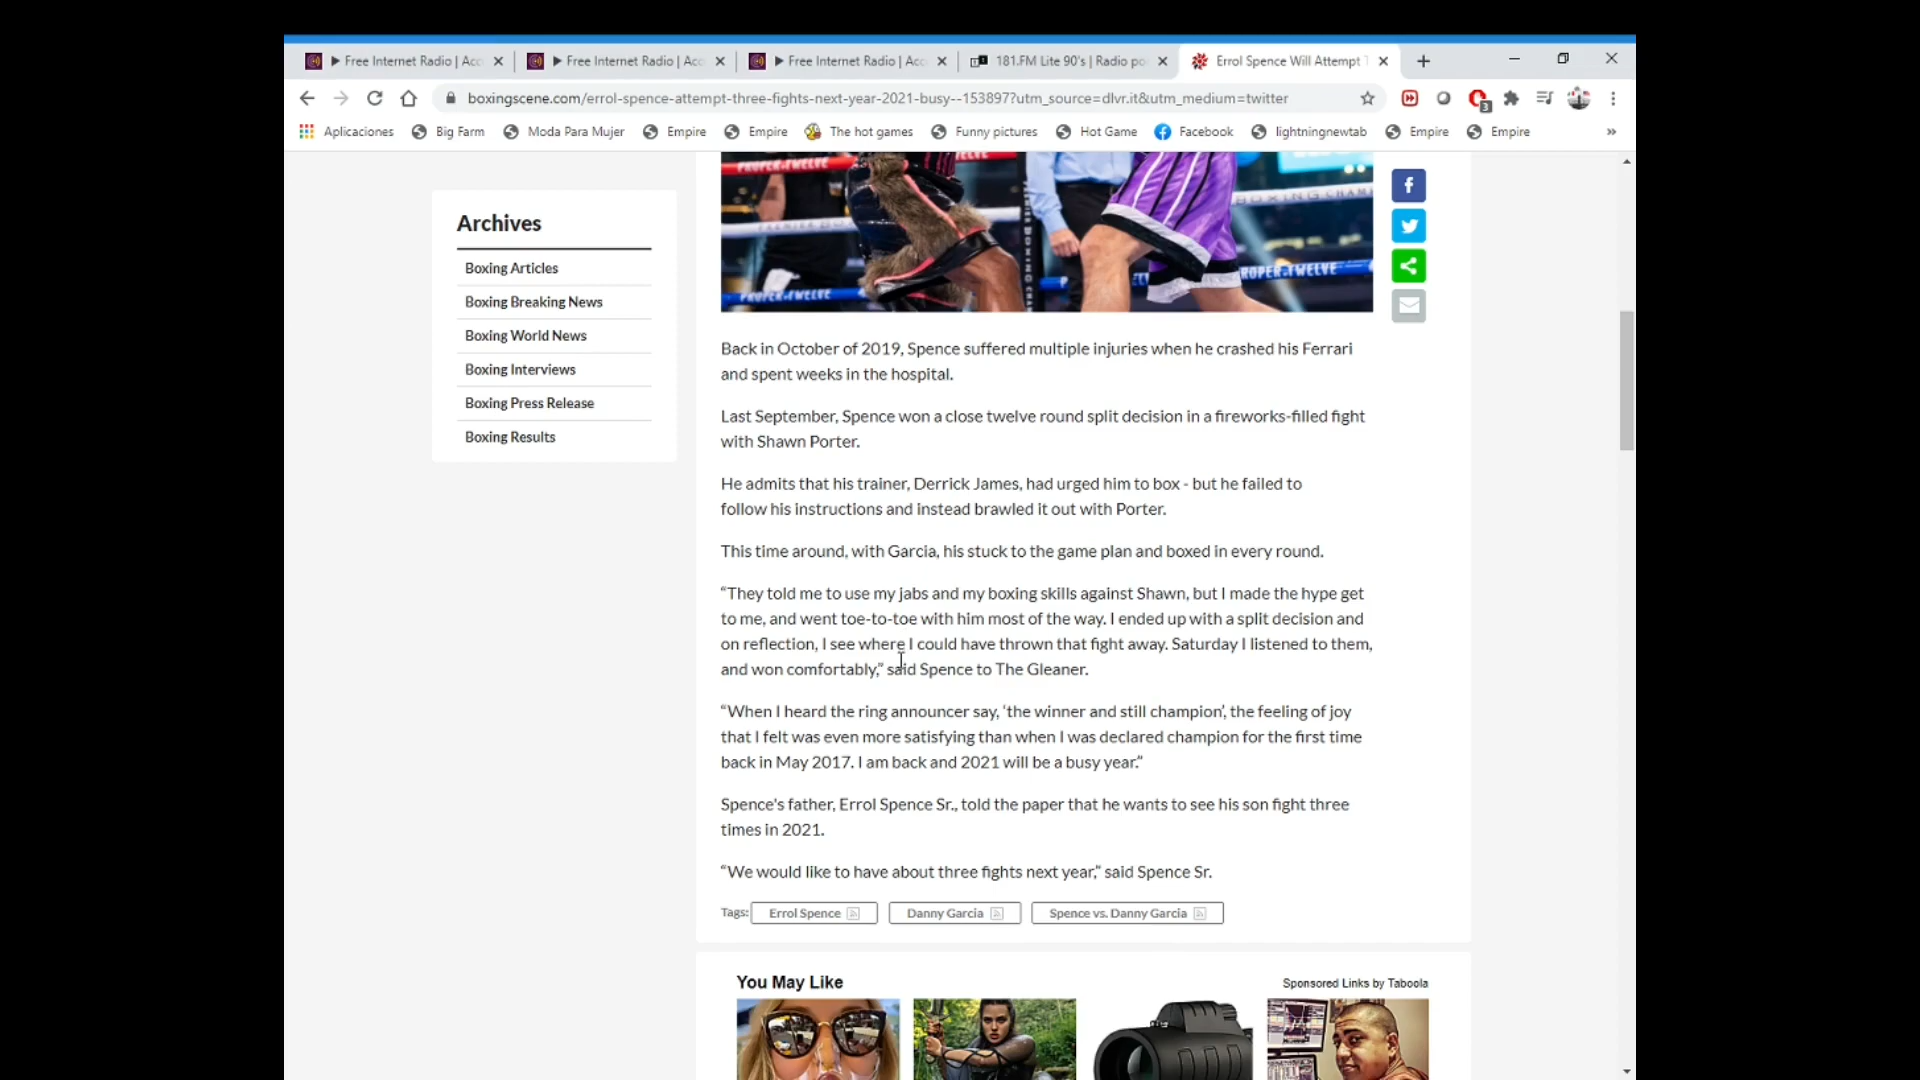 Free Internet Radio | Acc
Free Internet Radio | Acc
Free Internet Radio | Acc
181.FM Lite 90's | Radio po
Errol Spence Will Attempt T
boxingscene.com/errol-spence-attempt-three-fights-next-year-2021-busy--153897?utm_source=dlvr.it&utm_medium=twitter
3
Aplicaciones
Big Farm
Moda Para Mujer
Empire
Empire
The hot games
Funny pictures
Hot Game
Facebook
lightningnewtab
Empire
Empire
»
PROPER-TWELVE
PROPER-TWELVE
ROPER-TWELVE
Archives
Boxing Articles
Boxing Breaking News
Boxing World News
Boxing Interviews
Boxing Press Release
Boxing Results
Back in October of 2019, Spence suffered multiple injuries when he crashed his Ferrari
and spent weeks in the hospital.
Last September, Spence won a close twelve round split decision in a fireworks-filled fight
with Shawn Porter.
He admits that his trainer, Derrick James, had urged him to box - but he failed to
follow his instructions and instead brawled it out with Porter.
This time around, with Garcia, his stuck to the game plan and boxed in every round.
“They told me to use my jabs and my boxing skills against Shawn, but I made the hype get
to me, and went toe-to-toe with him most of the way. I ended up with a split decision and
on reflection, I see where I could have thrown that fight away. Saturday I listened to them,
and won comfortably,” said Spence to The Gleaner.
“When I heard the ring announcer say, ‘the winner and still champion’, the feeling of joy
that I felt was even more satisfying than when I was declared champion for the first time
back in May 2017. I am back and 2021 will be a busy year.”
Spence's father, Errol Spence Sr., told the paper that he wants to see his son fight three
times in 2021.
“We would like to have about three fights next year,” said Spence Sr.
Tags: Errol Spence Danny Garcia Spence vs. Danny Garcia
You May Like
Sponsored Links by Taboola